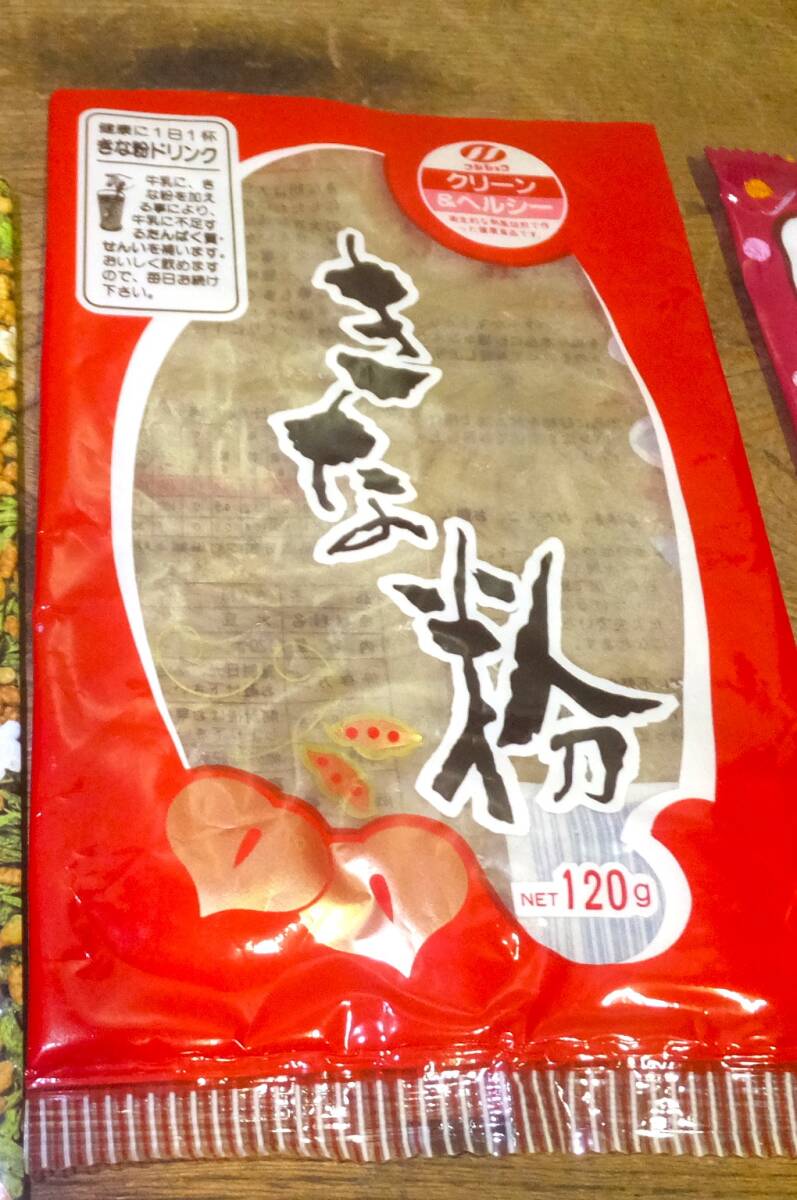 健康に1日1杯
きな粉ドリンク
牛乳に、き
な粉を加え
る事により、
牛乳に不足す
るたんぱく質・
せんいを補います。
おいしく飲めます
ので、毎日お続け
下さい。
クリーン
&ヘルシー
きな粉
NET 120g